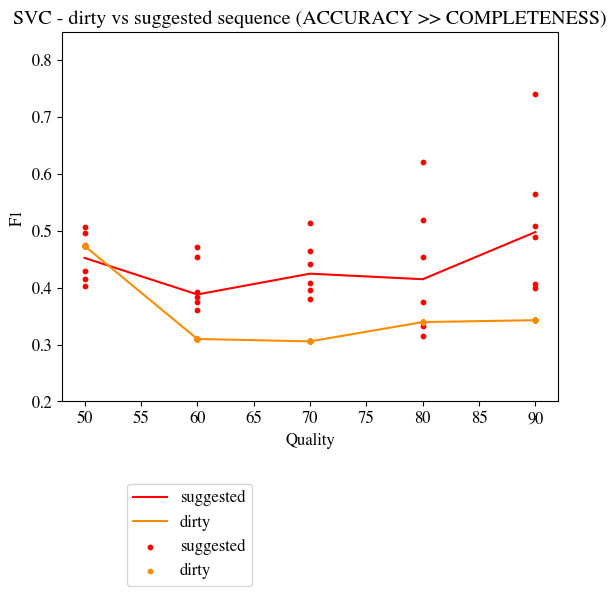 SVC - dirty vs suggested sequence (ACCURACY >> COMPLETENESS)
0.8
0.7
0.6
0.5
0.4
0.3
0.2
F1
50 55 60 65 70 75 80 85 90
Quality
suggested
dirty
suggested
dirty